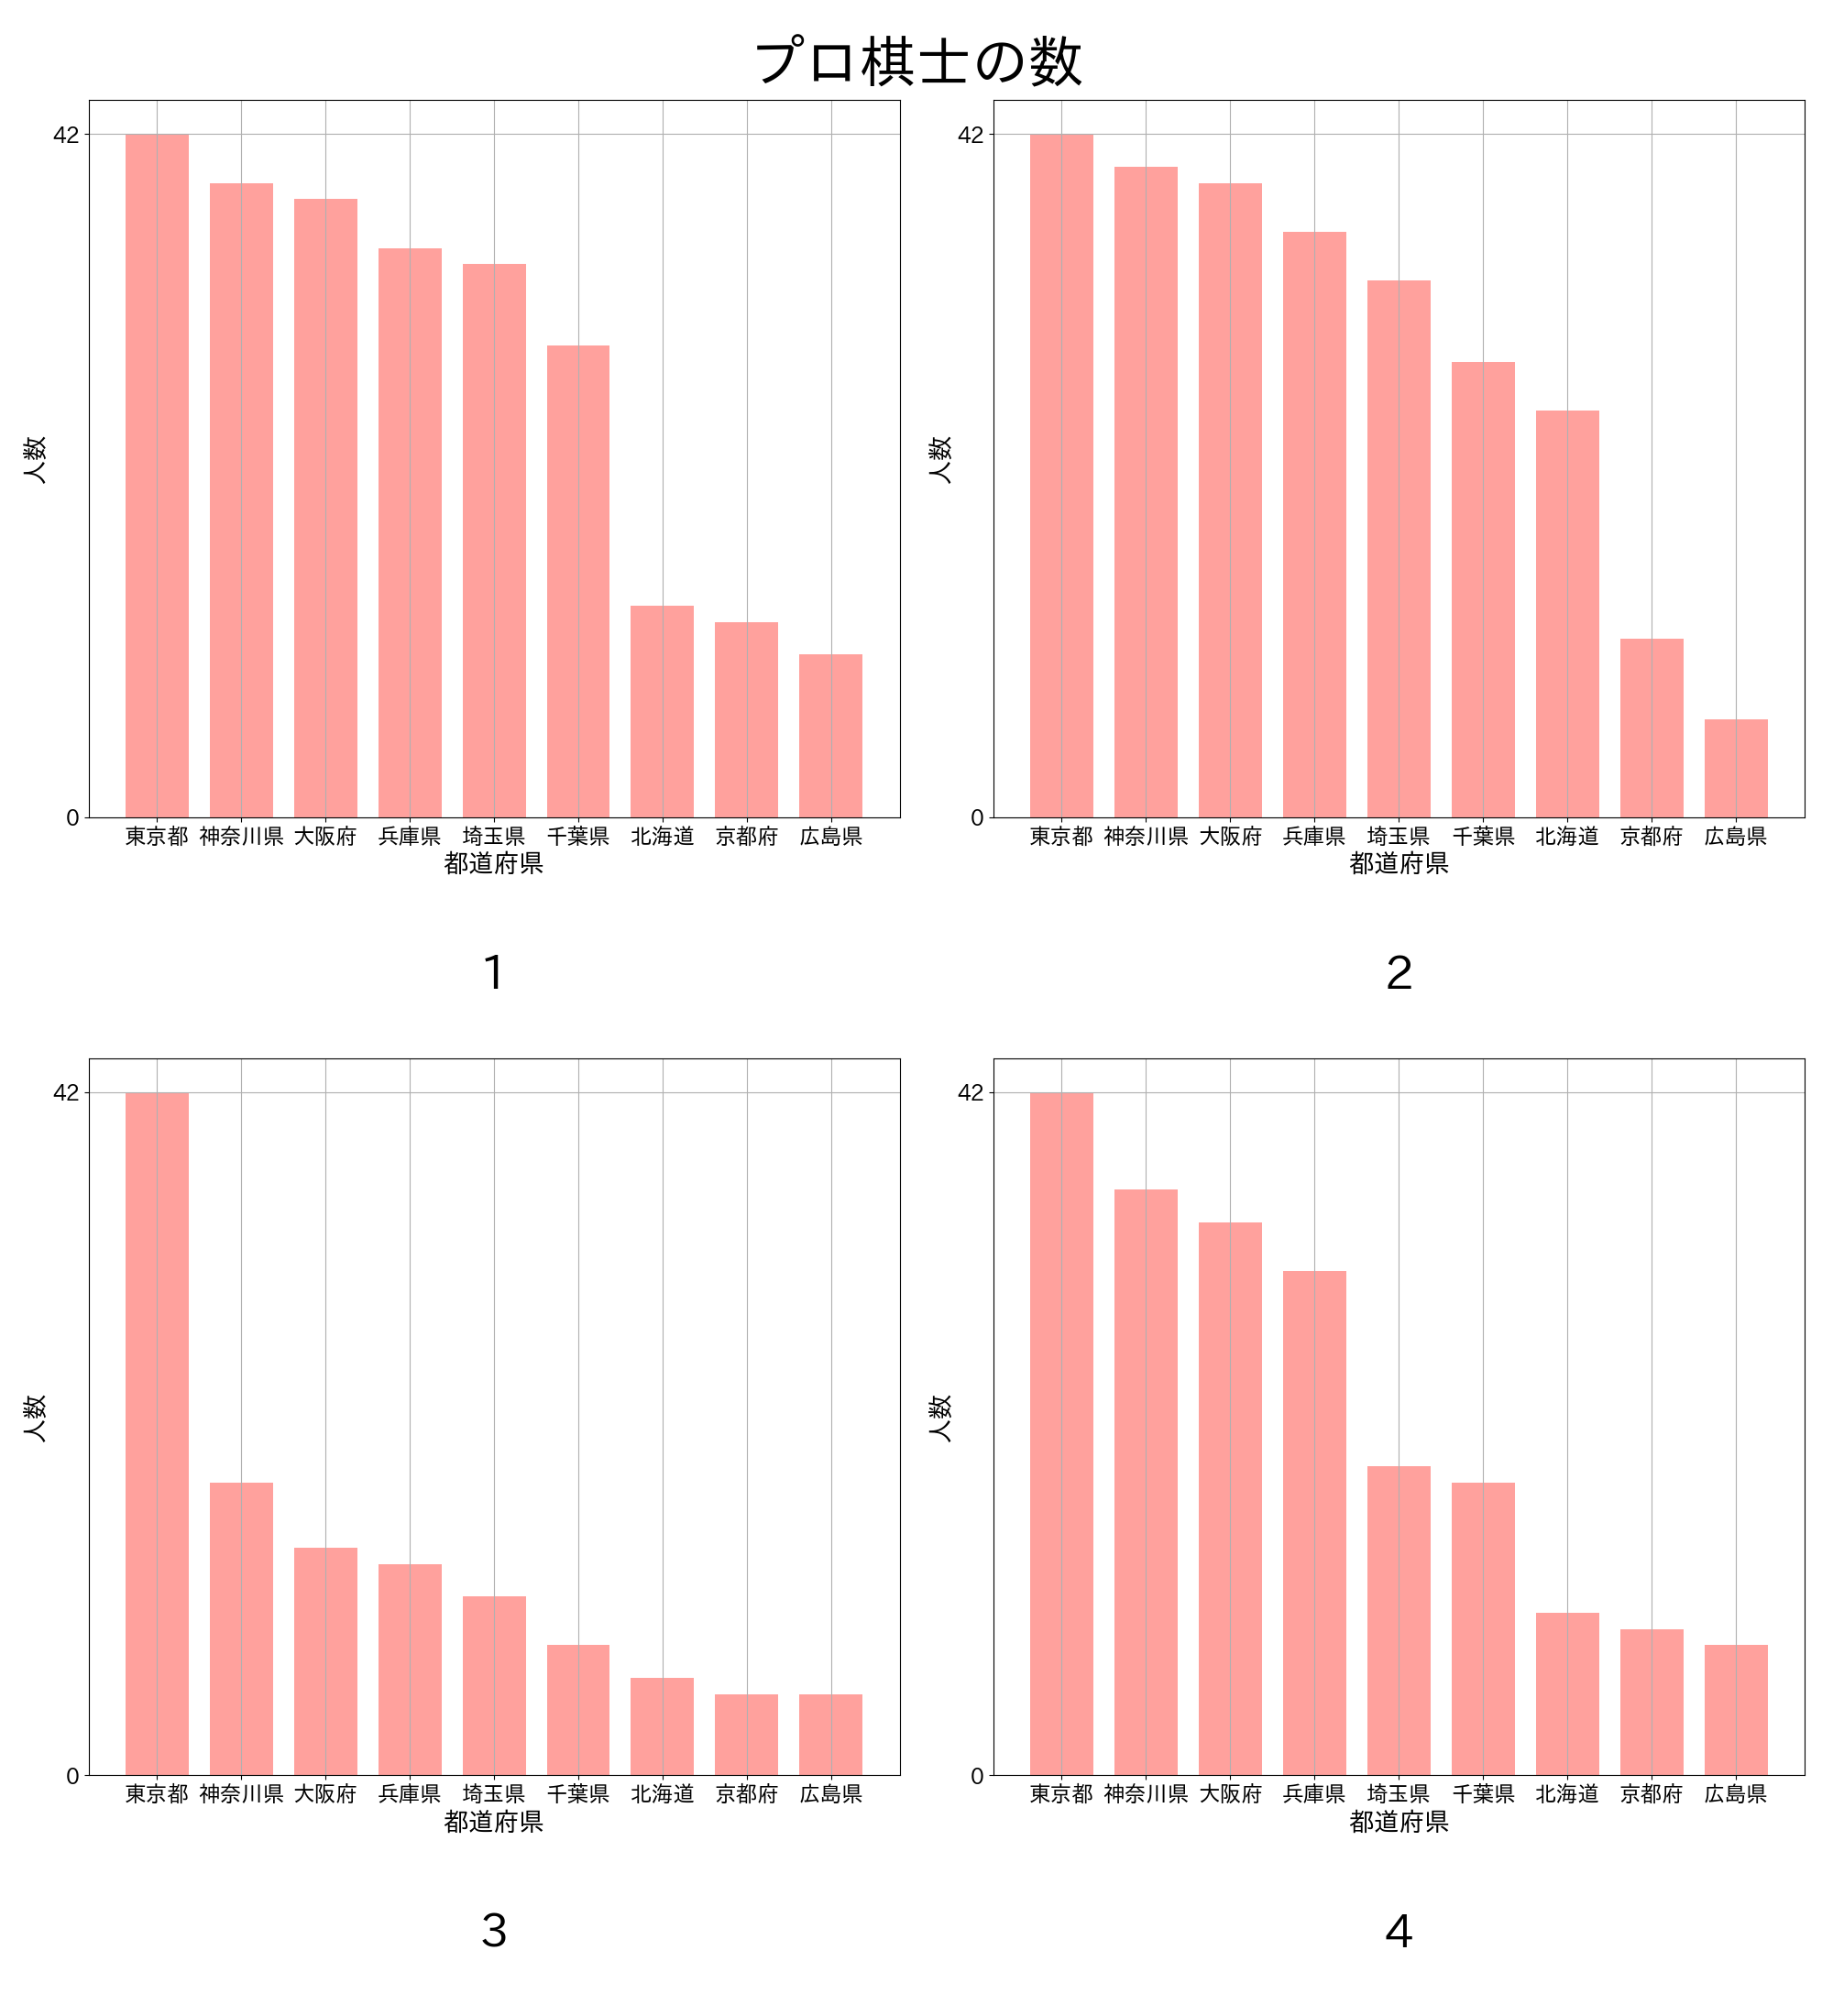 プロ棋士の数
42
0
人数
東京都 神奈川県 大阪府 兵庫県 埼玉県 千葉県 北海道 京都府 広島県
都道府県
1
42
0
人数
東京都 神奈川県 大阪府 兵庫県 埼玉県 千葉県 北海道 京都府 広島県
都道府県
2
42
0
人数
東京都 神奈川県 大阪府 兵庫県 埼玉県 千葉県 北海道 京都府 広島県
都道府県
3
42
0
人数
東京都 神奈川県 大阪府 兵庫県 埼玉県 千葉県 北海道 京都府 広島県
都道府県
4